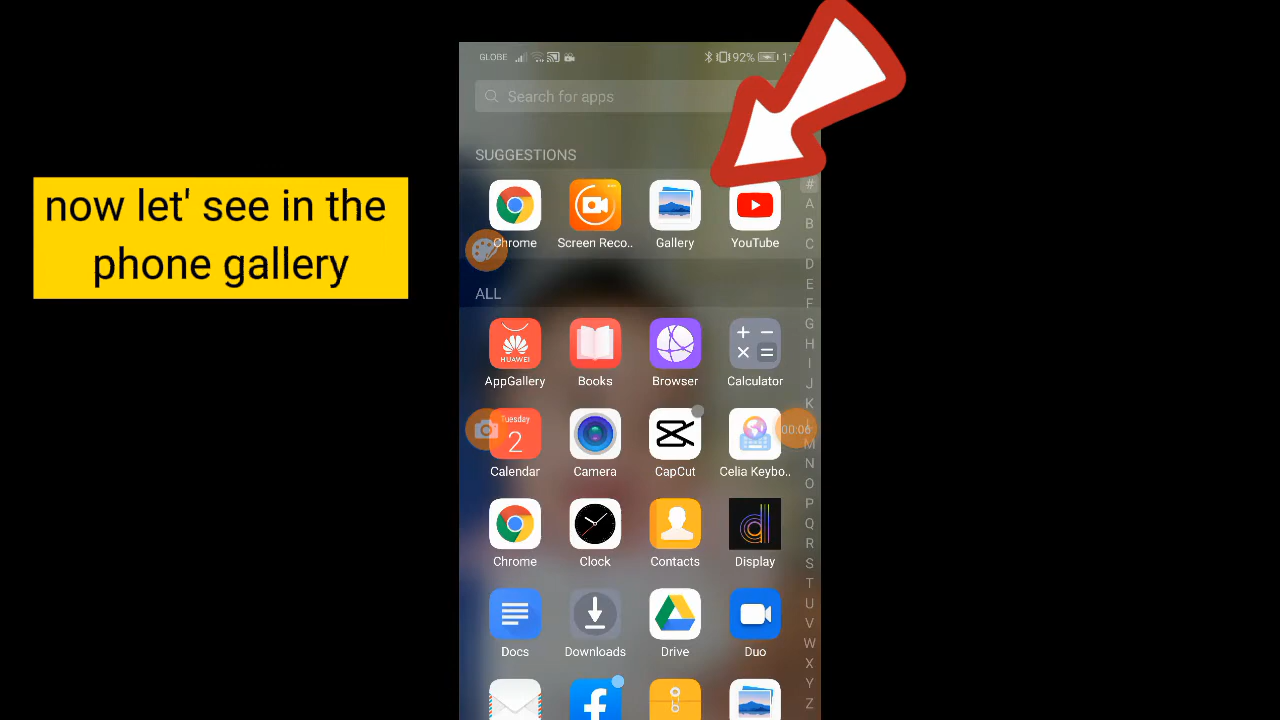 GLOBE
92%
Search for apps
now let' see in the
phone gallery
SUGGESTIONS
Chrome
Screen Reco..
Gallery
YouTube
ALL
HUAWEI
AppGallery
Books
Browser
Calculator
Tuesday
2
00:06
Calendar
Camera
CapCut
Celia Keybo..
Chrome
Clock
Contacts
Display
Docs
Downloads
Drive
Duo
#
A
B
C
D
E
F
G
H
I
J
K
M
N
O
P
Q
R
S
T
U
V
W
X
Y
Z